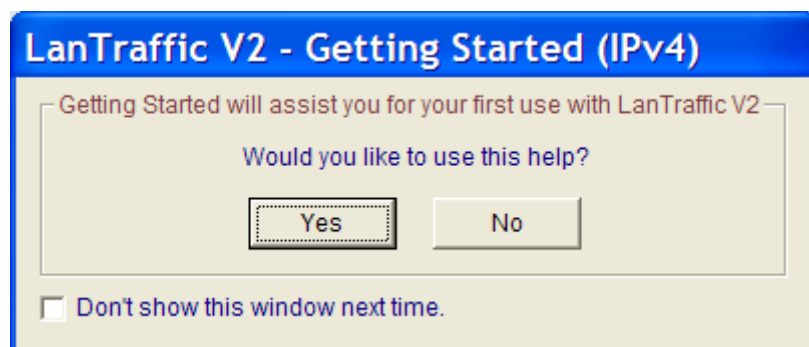 LanTraffic V2 - Getting Started (IPv4)
Getting Started will assist you for your first use with LanTraffic V2
Would you like to use this help?
Yes No
Don't show this window next time.